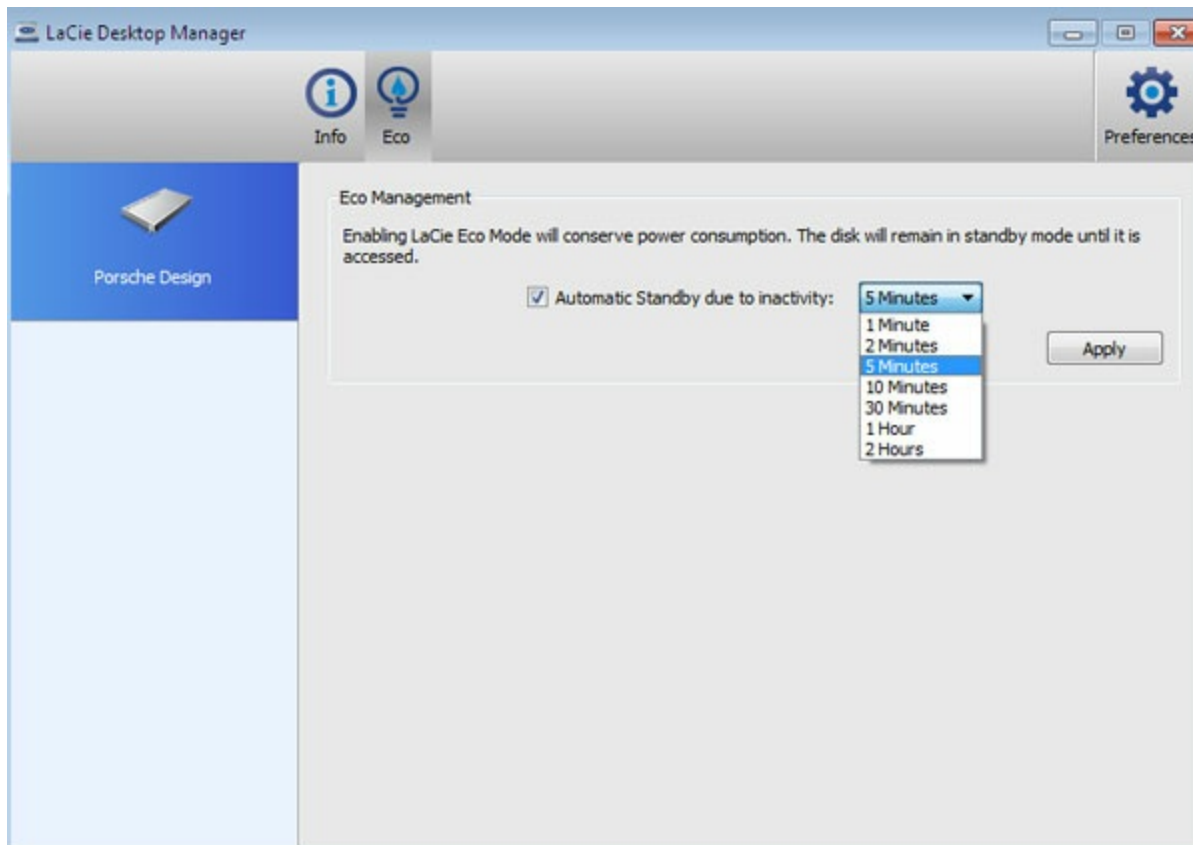 LaCie Desktop Manager
Info
Eco
Preferences
Porsche Design
Eco Management
Enabling LaCie Eco Mode will conserve power consumption. The disk will remain in standby mode until it is
accessed.
Automatic Standby due to inactivity: 5 Minutes
1 Minute
2 Minutes
5 Minutes
10 Minutes
30 Minutes
1 Hour
2 Hours
Apply